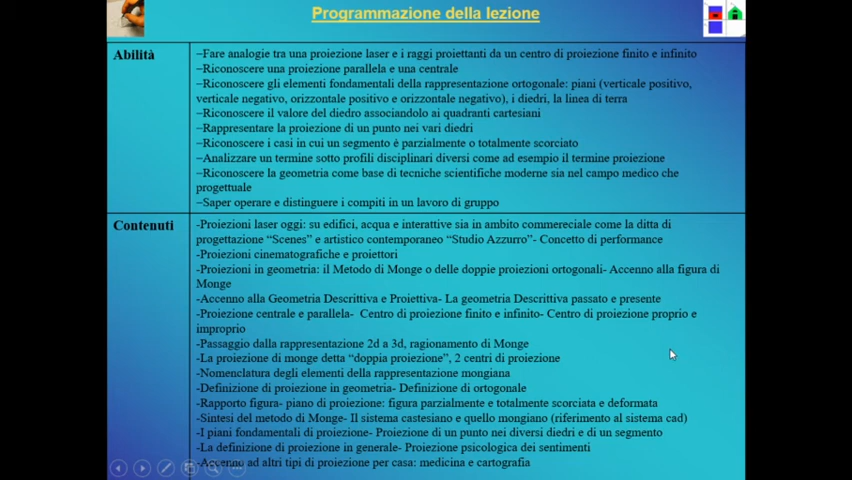 Programmazione della lezione
Abilità
–Fare analogie tra una proiezione laser e i raggi proiettanti da un centro di proiezione finito e infinito
–Riconoscere una proiezione parallela e una centrale
–Riconoscere gli elementi fondamentali della rappresentazione ortogonale: piani (verticale positivo,
verticale negativo, orizzontale positivo e orizzontale negativo), i diedri, la linea di terra
–Riconoscere il valore del diedro associandolo ai quadranti cartesiani
–Rappresentare la proiezione di un punto nei vari diedri
–Riconoscere i casi in cui un segmento è parzialmente o totalmente scorciato
–Analizzare un termine sotto profili disciplinari diversi come ad esempio il termine proiezione
–Riconoscere la geometria come base di tecniche scientifiche moderne sia nel campo medico che
progettuale
–Saper operare e distinguere i compiti in un lavoro di gruppo
Contenuti
-Proiezioni laser oggi: su edifici, acqua e interattive sia in ambito commereciale come la ditta di
progettazione “Scenes” e artistico contemporaneo “Studio Azzurro”- Concetto di performance
-Proiezioni cinematografiche e proiettori
-Proiezioni in geometria: il Metodo di Monge o delle doppie proiezioni ortogonali- Accenno alla figura di
Monge
-Accenno alla Geometria Descrittiva e Proiettiva- La geometria Descrittiva passato e presente
-Proiezione centrale e parallela- Centro di proiezione finito e infinito- Centro di proiezione proprio e
improprio
-Passaggio dalla rappresentazione 2d a 3d, ragionamento di Monge
-La proiezione di monge detta “doppia proiezione”, 2 centri di proiezione
-Nomenclatura degli elementi della rappresentazione mongiana
-Definizione di proiezione in geometria- Definizione di ortogonale
-Rapporto figura- piano di proiezione: figura parzialmente e totalmente scorciata e deformata
-Sintesi del metodo di Monge- Il sistema castesiano e quello mongiano (riferimento al sistema cad)
-I piani fondamentali di proiezione- Proiezione di un punto nei diversi diedri e di un segmento
-La definizione di proiezione in generale- Proiezione psicologica dei sentimenti
-Accenno ad altri tipi di proiezione per casa: medicina e cartografia